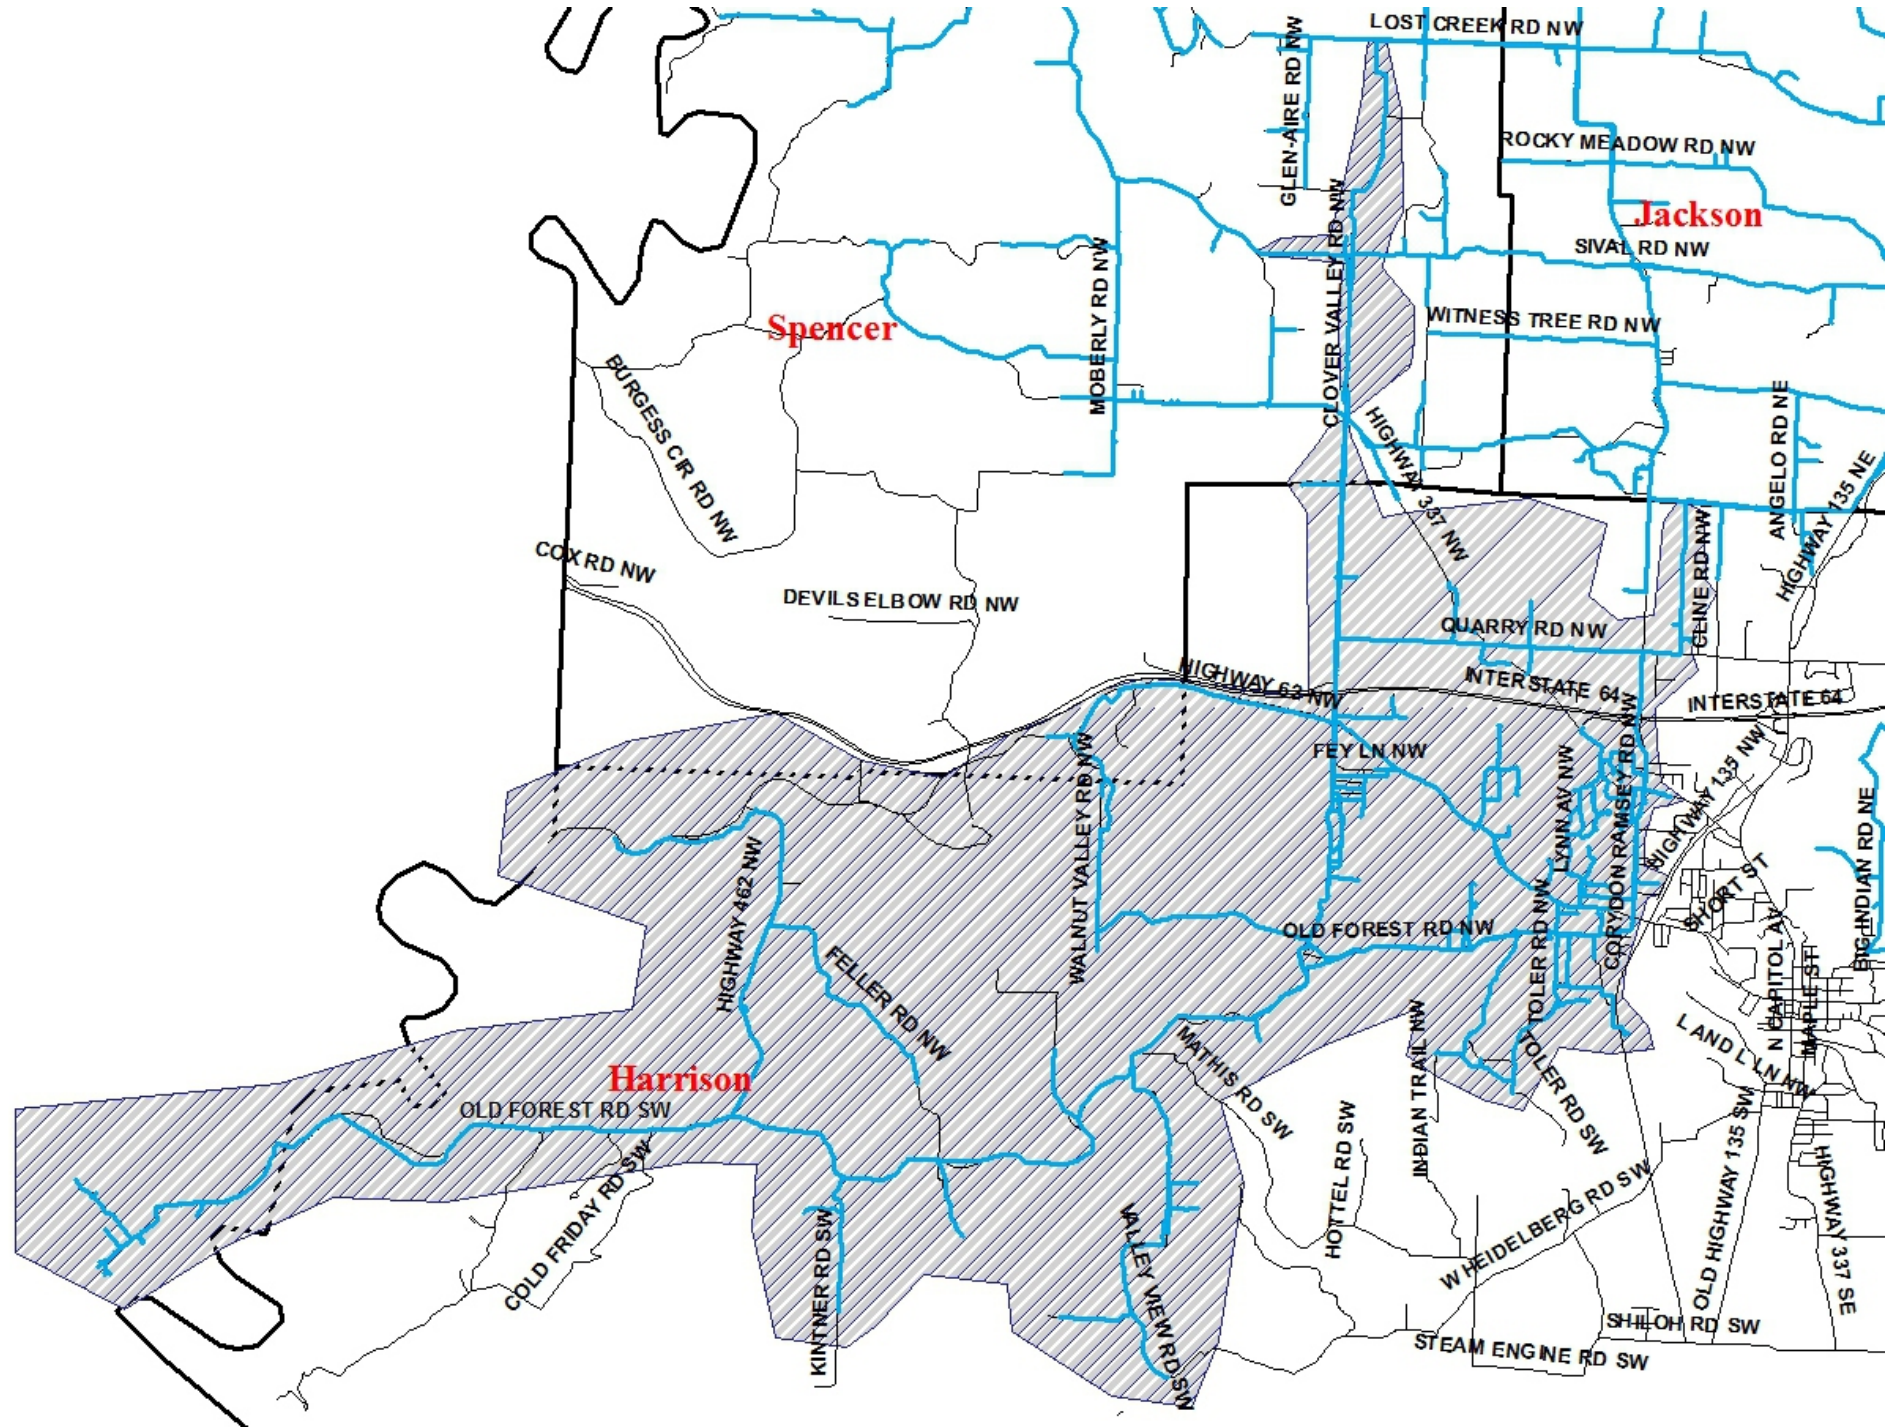 LOST CREEK RD NW
GLEN-AIRE RD NW
ROCKY MEADOW RD NW
Jackson
SIVAL RD NW
CLOVER VALLEY RD NW
MOBERLY RD NW
Spencer
WITNESS TREE RD NW
BURGESS CIR RD NW
HIGHWAY 337 NW
ANGELO RD NE
HIGHWAY 135 NE
COX RD NW
DEVILS ELBOW RD NW
CLINE RD NW
QUARRY RD NW
HIGHWAY 62 NW
INTERSTATE 64
INTERSTATE 64
FEY LN NW
WALNUT VALLEY RD NW
LYNN AV NW
CORYDON RAMSEY RD NW
HIGHWAY 135 NW
BIG INDIAN RD NE
HIGHWAY 462 NW
SHORT ST
OLD FOREST RD NW
TOLER RD NW
FELLER RD NW
N CAPITOL AV
MAPLE ST
L AND L LN NW
MATHIS RD SW
INDIAN TRAIL NW
TOLER RD SW
Harrison
OLD FOREST RD SW
HOTTEL RD SW
OLD HIGHWAY 135 SW
HIGHWAY 337 SE
COLD FRIDAY RD SW
W HEIDELBERG RD SW
KINTNER RD SW
VALLEY VIEW RD SW
SHILOH RD SW
STEAM ENGINE RD SW